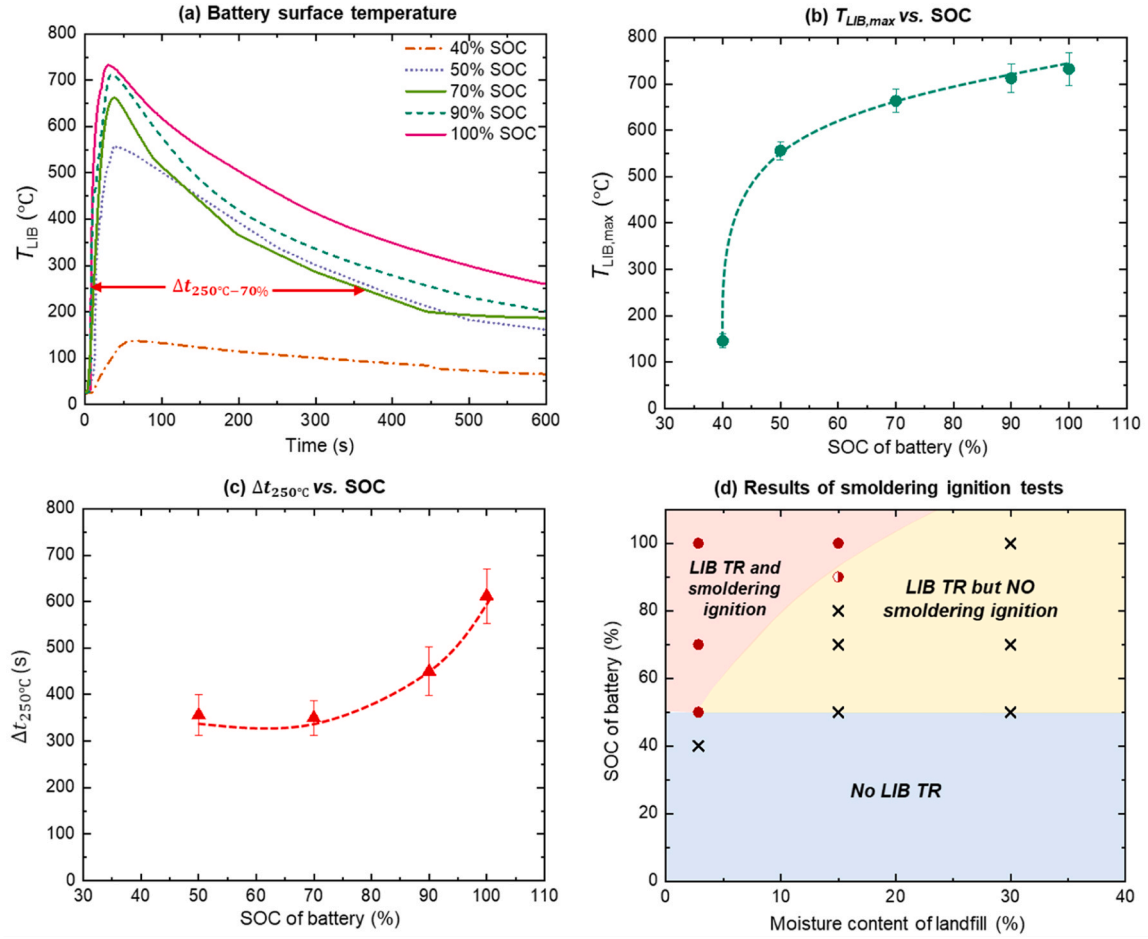 (a) Battery surface temperature
800
700
600
500
400
300
200
100
0
T_LIB (°C)
40% SOC
50% SOC
70% SOC
90% SOC
100% SOC
Δt250℃−70%
0 100 200 300 400 500 600
Time (s)
(b) T_LIB,max vs. SOC
800
700
600
500
400
300
200
100
0
T_LIB,max (°C)
30 40 50 60 70 80 90 100 110
SOC of battery (%)
(c) Δt250℃ vs. SOC
800
700
600
500
400
300
200
100
0
Δt250℃ (s)
30 40 50 60 70 80 90 100 110
SOC of battery (%)
(d) Results of smoldering ignition tests
100
80
60
40
20
0
SOC of battery (%)
LIB TR and
smoldering
ignition
LIB TR but NO
smoldering ignition
No LIB TR
0 10 20 30 40
Moisture content of landfill (%)